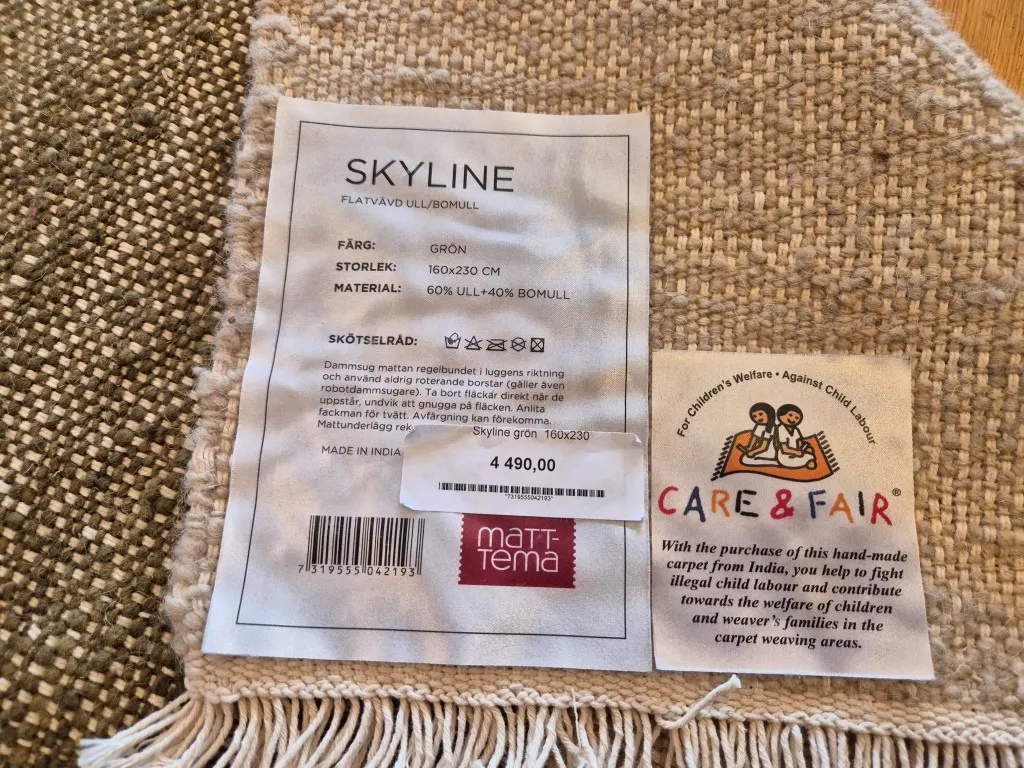 SKYLINE
FLATVÄVD ULL/BOMULL
FÄRG: GRÖN
STORLEK: 160x230 CM
MATERIAL: 60% ULL+40% BOMULL
SKÖTSELRÅD:
Dammsug mattan regelbundet i luggens riktning
och använd aldrig roterande borstar (gäller även
robotdammsugare). Ta bort fläckar direkt när de
uppstår, undvik att gnugga på fläcken. Anlita
fackman för tvätt. Avfärgning kan förekomma.
Mattunderlägg rek
MADE IN INDIA
Skyline grön 160x230
4 490,00
*7319555042193*
7 319555 042193
MATT-
TEMA
For Children's Welfare • Against Child Labour
CARE & FAIR®
With the purchase of this hand-made
carpet from India, you help to fight
illegal child labour and contribute
towards the welfare of children
and weaver's families in the
carpet weaving areas.